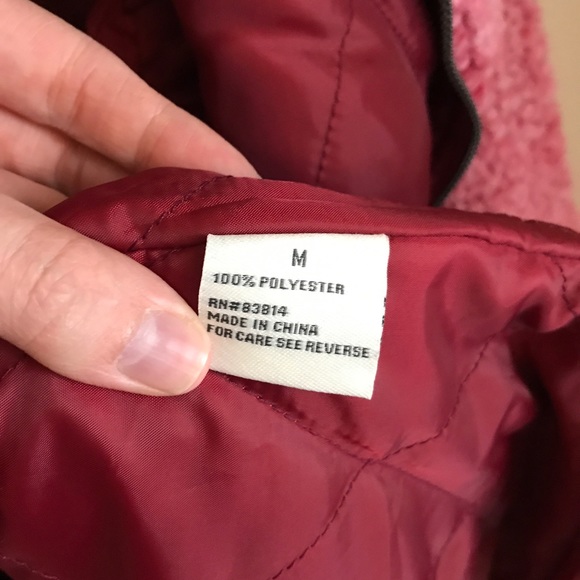 M
100% POLYESTER
RN#83814
MADE IN CHINA
FOR CARE SEE REVERSE